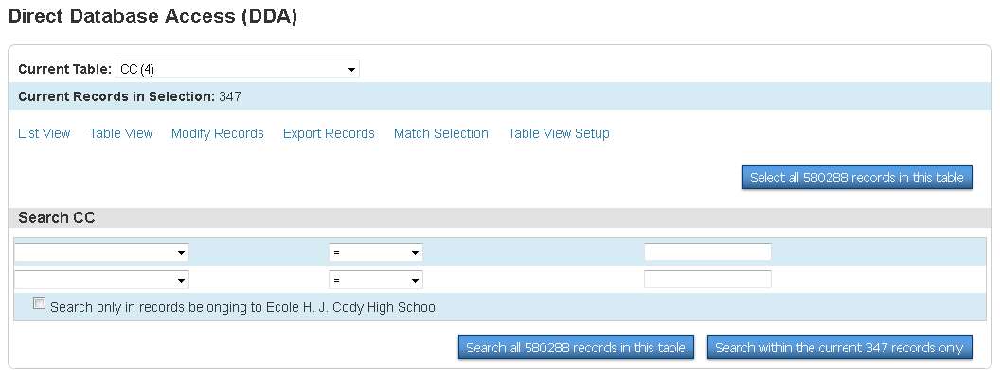 Direct Database Access (DDA)
Current Table: CC (4)
Current Records in Selection: 347
List View Table View Modify Records Export Records Match Selection Table View Setup
Select all 580288 records in this table
Search CC
=
=
Search only in records belonging to Ecole H. J. Cody High School
Search all 580288 records in this table Search within the current 347 records only